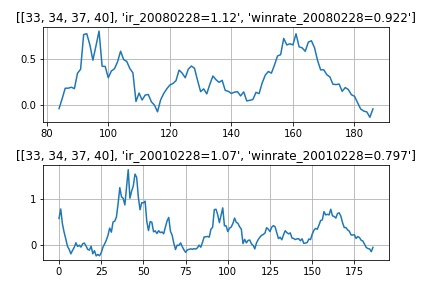 [[33, 34, 37, 40], 'ir_20080228=1.12', 'winrate_20080228=0.922']
0.5
0.0
80 100 120 140 160 180
[[33, 34, 37, 40], 'ir_20010228=1.07', 'winrate_20010228=0.797']
1
0
0 25 50 75 100 125 150 175